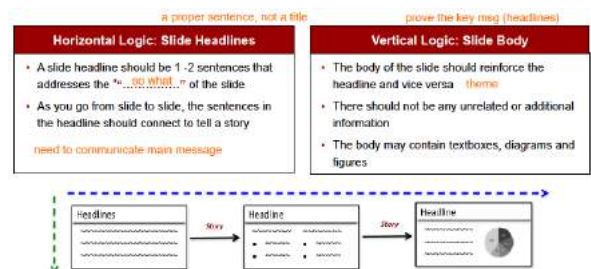 a proper sentence, not a title
prove the key msg (headlines)
Horizontal Logic: Slide Headlines
• A slide headline should be 1 -2 sentences that
addresses the "“...so what...” of the slide
• As you go from slide to slide, the sentences in
the headline should connect to tell a story
need to communicate main message
Vertical Logic: Slide Body
• The body of the slide should reinforce the
headline and vice versa theme
• There should not be any unrelated or additional
information
• The body may contain textboxes, diagrams and
figures
Headlines
Story
Headline
Story
Headline